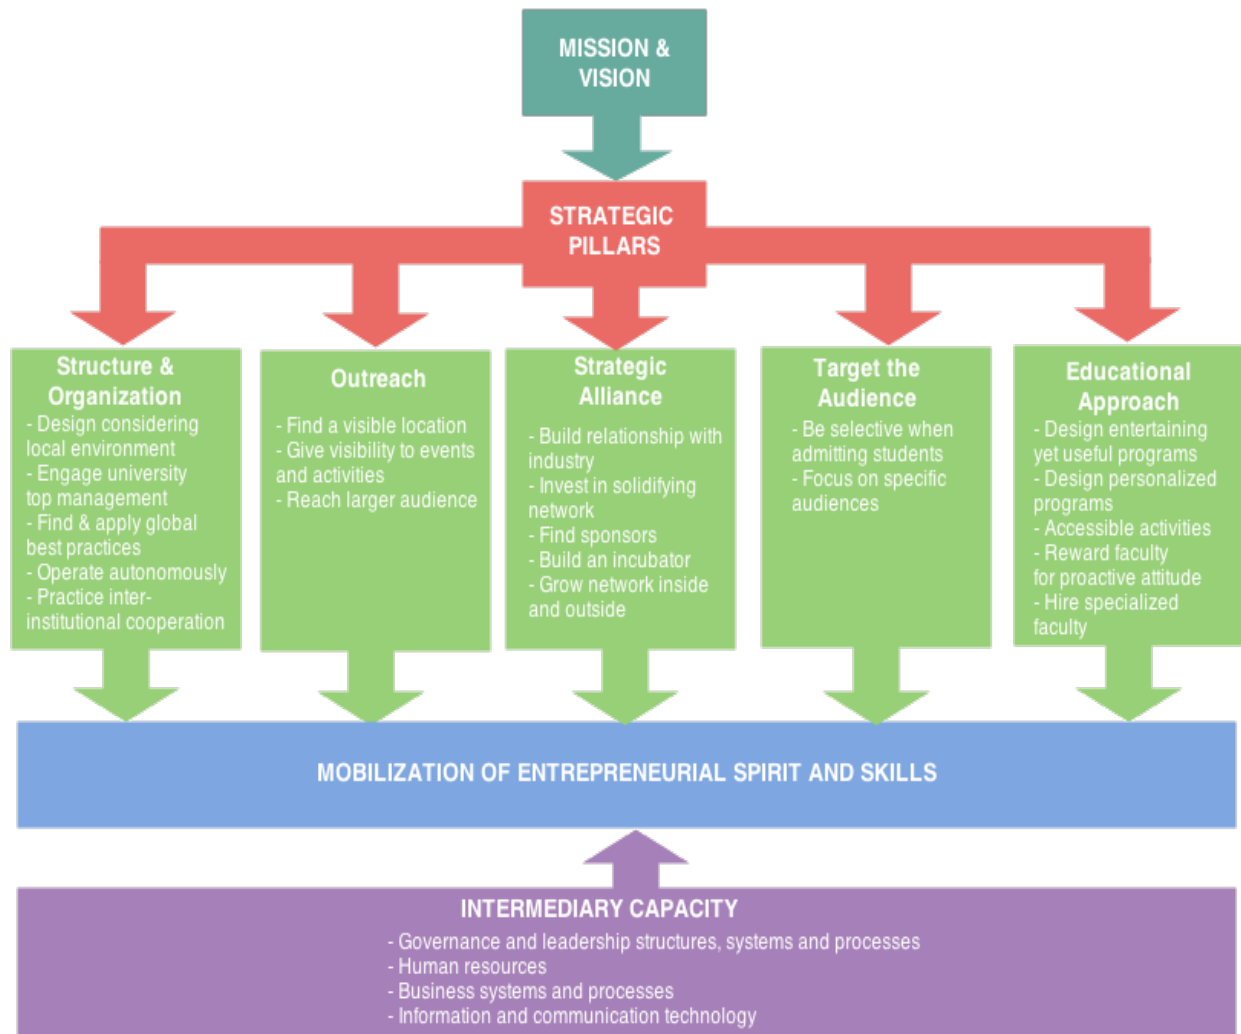 MISSION &
VISION
STRATEGIC
PILLARS
Structure &
Organization
- Design considering
local environment
- Engage university
top management
- Find & apply global
best practices
- Operate autonomously
- Practice inter-
institutional cooperation
Outreach
- Find a visible location
- Give visibility to events
and activities
- Reach larger audience
Strategic
Alliance
- Build relationship with
industry
- Invest in solidifying
network
- Find sponsors
- Build an incubator
- Grow network inside
and outside
Target the
Audience
- Be selective when
admitting students
- Focus on specific
audiences
Educational
Approach
- Design entertaining
yet useful programs
- Design personalized
programs
- Accessible activities
- Reward faculty
for proactive attitude
- Hire specialized
faculty
MOBILIZATION OF ENTREPRENEURIAL SPIRIT AND SKILLS
INTERMEDIARY CAPACITY
- Governance and leadership structures, systems and processes
- Human resources
- Business systems and processes
- Information and communication technology